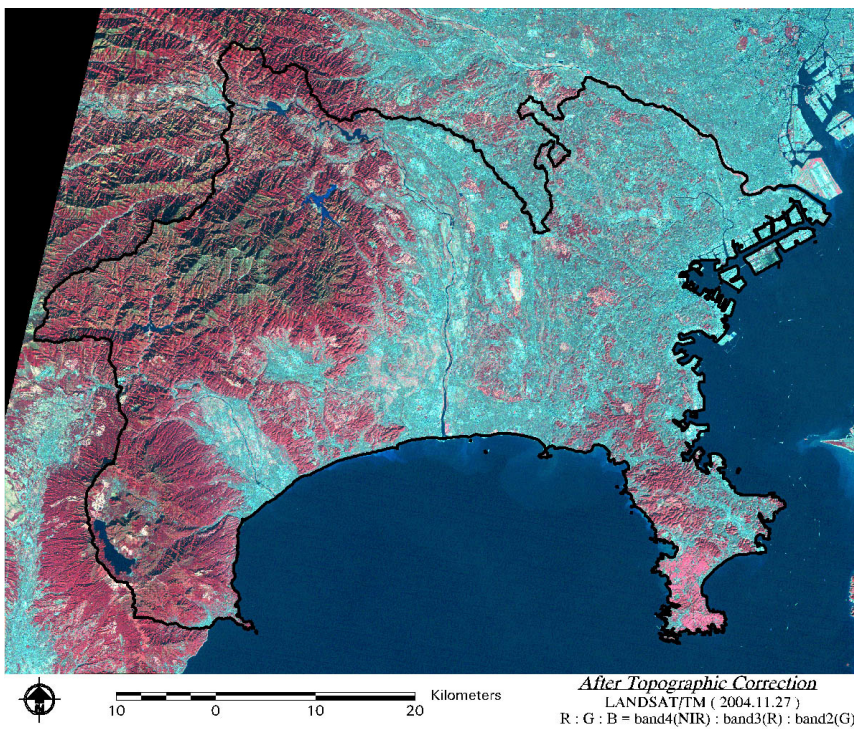 10 0 10 20 Kilometers
After Topographic Correction
LANDSAT/TM ( 2004.11.27 )
R : G : B = band4(NIR) : band3(R) : band2(G)